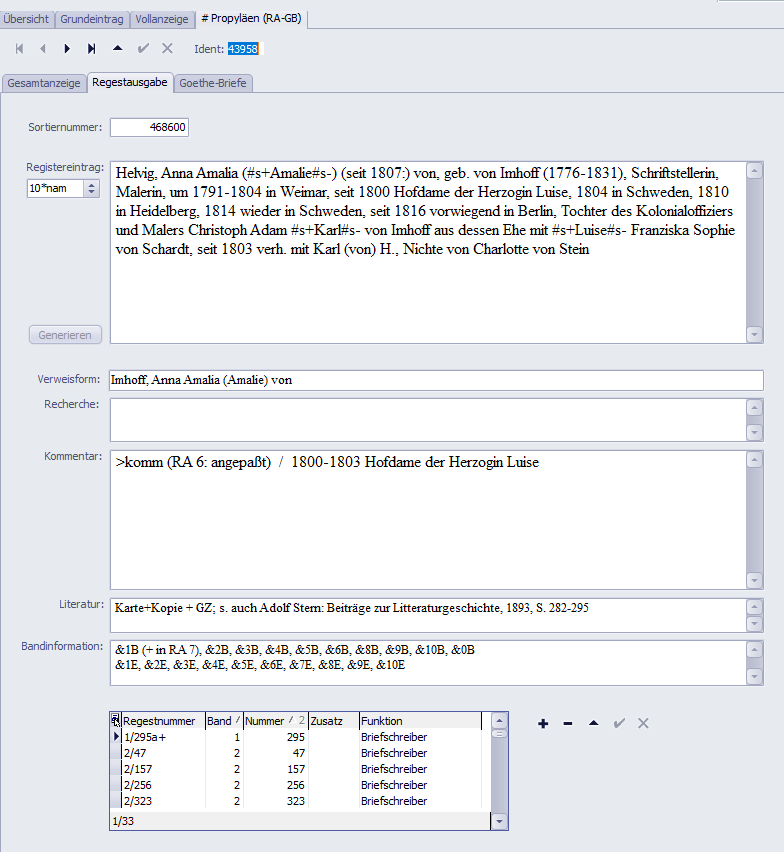 Übersicht Grundeintrag Vollanzeige # Propyläen (RA-GB)
Ident: 43958
Gesamtanzeige Regestausgabe Goethe-Briefe
Sortiernummer: 468600
Registereintrag:
10*nam
Helvig, Anna Amalia (#s+Amalie#s-) (seit 1807:) von, geb. von Imhoff (1776-1831), Schriftstellerin,
Malerin, um 1791-1804 in Weimar, seit 1800 Hofdame der Herzogin Luise, 1804 in Schweden, 1810
in Heidelberg, 1814 wieder in Schweden, seit 1816 vorwiegend in Berlin, Tochter des Kolonialoffiziers
und Malers Christoph Adam #s+Karl#s- von Imhoff aus dessen Ehe mit #s+Luise#s- Franziska Sophie
von Schardt, seit 1803 verh. mit Karl (von) H., Nichte von Charlotte von Stein
Generieren
Verweisform: Imhoff, Anna Amalia (Amalie) von
Recherche:
Kommentar: >komm (RA 6: angepaßt) / 1800-1803 Hofdame der Herzogin Luise
Literatur: Karte+Kopie + GZ; s. auch Adolf Stern: Beiträge zur Litteraturgeschichte, 1893, S. 282-295
Bandinformation: &1B (+ in RA 7), &2B, &3B, &4B, &5B, &6B, &8B, &9B, &10B, &0B
&1E, &2E, &3E, &4E, &5E, &6E, &7E, &8E, &9E, &10E
Regestnummer Band / Nummer / 2 Zusatz Funktion
1/295a+ 1 295 Briefschreiber
2/47 2 47 Briefschreiber
2/157 2 157 Briefschreiber
2/256 2 256 Briefschreiber
2/323 2 323 Briefschreiber
1/33